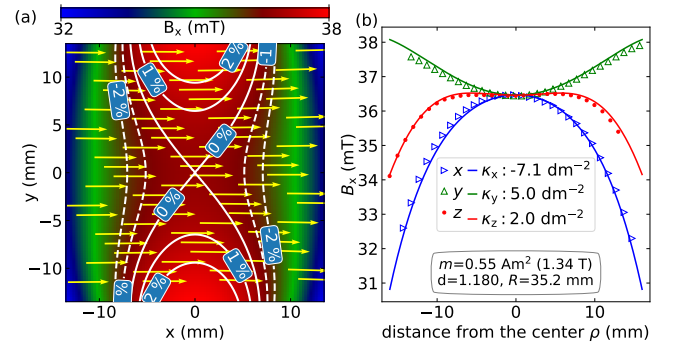 (a)
32
Bₓ (mT)
38
10
5
0
−5
−10
y (mm)
−10
0
10
x (mm)
-2 %
1 %
2 %
-1
0 %
0 %
-2 %
%
1 %
2 %
(b)
38
37
36
35
34
33
32
31
Bₓ (mT)
x κₓ : -7.1 dm⁻²
y κᵧ : 5.0 dm⁻²
z κ_z : 2.0 dm⁻²
m=0.55 Am² (1.34 T)
d=1.180, R=35.2 mm
−10
0
10
distance from the center ρ (mm)